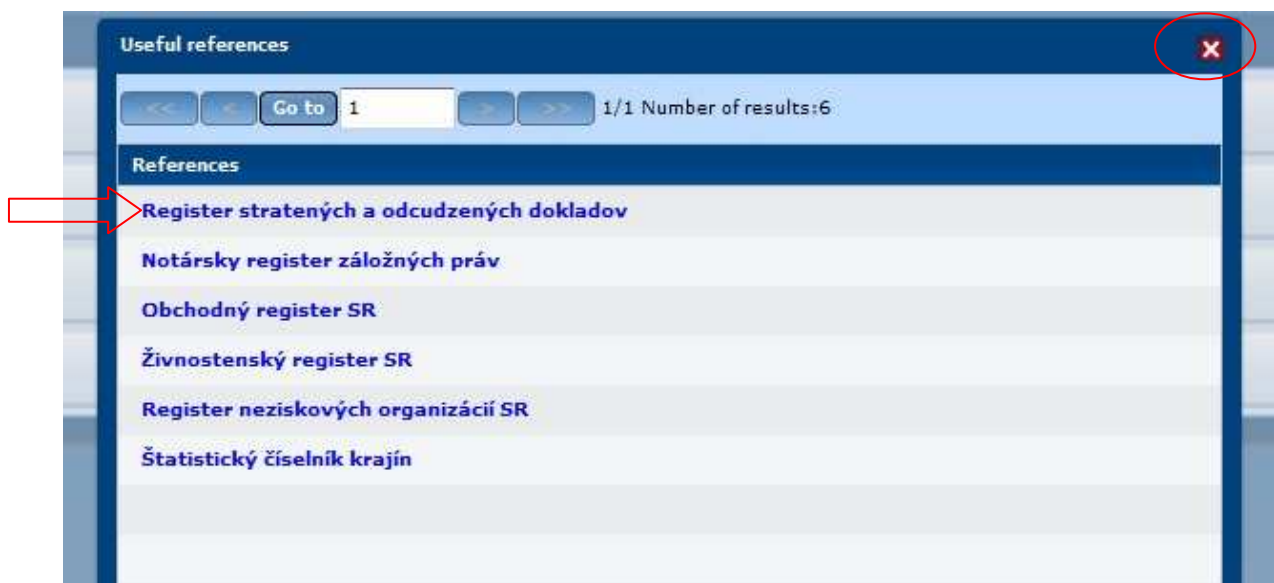 Useful references
<< < Go to 1 > >> 1/1 Number of results:6
References
Register stratených a odcudzených dokladov
Notársky register záložných práv
Obchodný register SR
Živnostenský register SR
Register neziskových organizácií SR
Štatistický číselník krajín